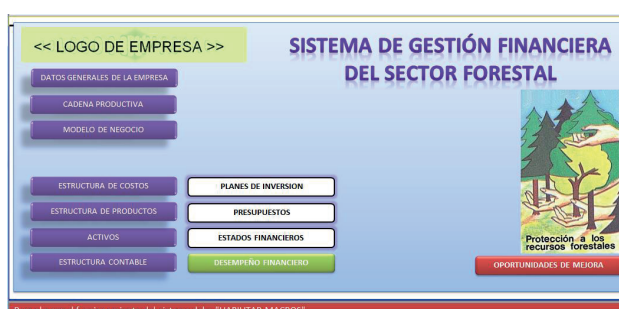 << LOGO DE EMPRESA >>
SISTEMA DE GESTIÓN FINANCIERA
DEL SECTOR FORESTAL
DATOS GENERALES DE LA EMPRESA
CADENA PRODUCTIVA
MODELO DE NEGOCIO
ESTRUCTURA DE COSTOS
PLANES DE INVERSION
ESTRUCTURA DE PRODUCTOS
PRESUPUESTOS
ACTIVOS
ESTADOS FINANCIEROS
ESTRUCTURA CONTABLE
DESEMPEÑO FINANCIERO
Protección a los
recursos forestales
OPORTUNIDADES DE MEJORA
"HABILITAR MACROS"